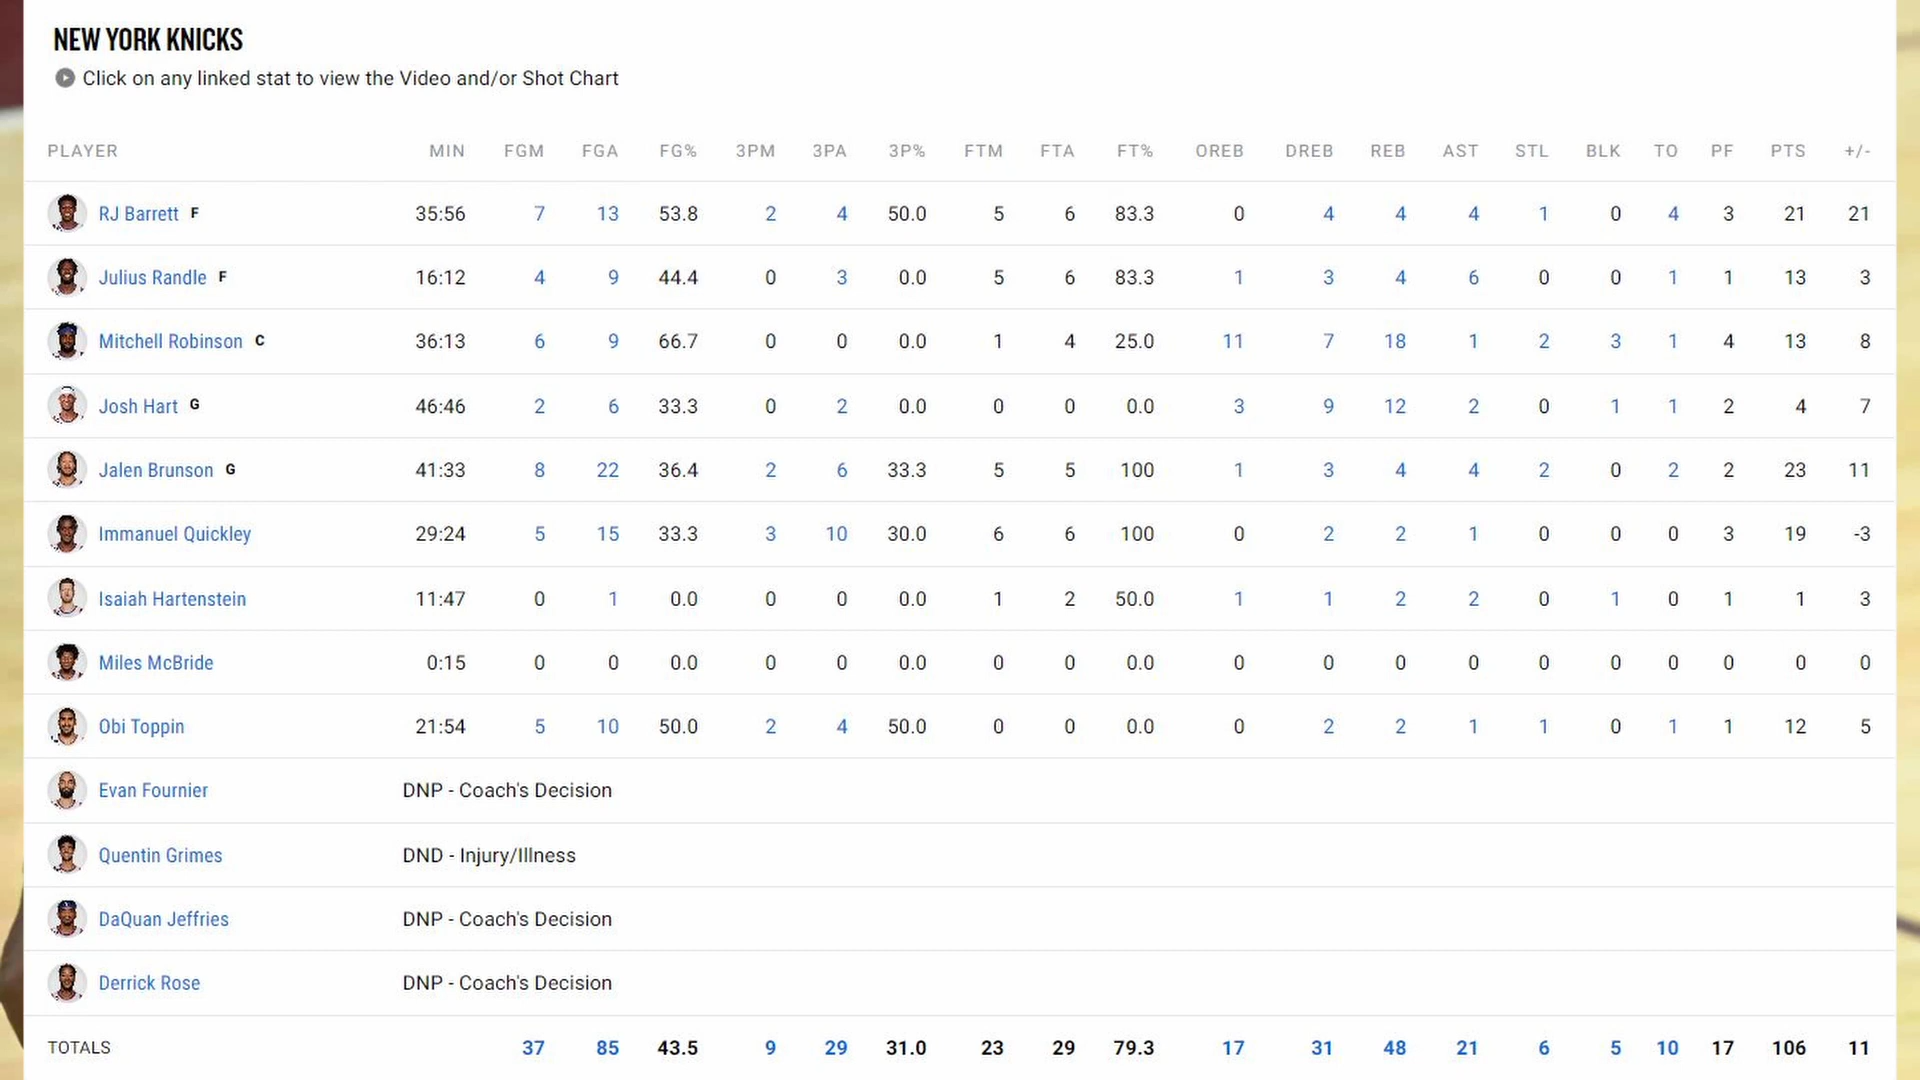 NEW YORK KNICKS
Click on any linked stat to view the Video and/or Shot Chart
PLAYER MIN FGM FGA FG% 3PM 3PA 3P% FTM FTA FT% OREB DREB REB AST STL BLK TO PF PTS +/-
RJ Barrett F 35:56 7 13 53.8 2 4 50.0 5 6 83.3 0 4 4 4 1 0 4 3 21 21
Julius Randle F 16:12 4 9 44.4 0 3 0.0 5 6 83.3 1 3 4 6 0 0 1 1 13 3
Mitchell Robinson C 36:13 6 9 66.7 0 0 0.0 1 4 25.0 11 7 18 1 2 3 1 4 13 8
Josh Hart G 46:46 2 6 33.3 0 2 0.0 0 0 0.0 3 9 12 2 0 1 1 2 4 7
Jalen Brunson G 41:33 8 22 36.4 2 6 33.3 5 5 100 1 3 4 4 2 0 2 2 23 11
Immanuel Quickley 29:24 5 15 33.3 3 10 30.0 6 6 100 0 2 2 1 0 0 0 3 19 -3
Isaiah Hartenstein 11:47 0 1 0.0 0 0 0.0 1 2 50.0 1 1 2 2 0 1 0 1 1 3
Miles McBride 0:15 0 0 0.0 0 0 0.0 0 0 0.0 0 0 0 0 0 0 0 0 0 0
Obi Toppin 21:54 5 10 50.0 2 4 50.0 0 0 0.0 0 2 2 1 1 0 1 1 12 5
Evan Fournier DNP - Coach's Decision
Quentin Grimes DND - Injury/Illness
DaQuan Jeffries DNP - Coach's Decision
Derrick Rose DNP - Coach's Decision
TOTALS 37 85 43.5 9 29 31.0 23 29 79.3 17 31 48 21 6 5 10 17 106 11